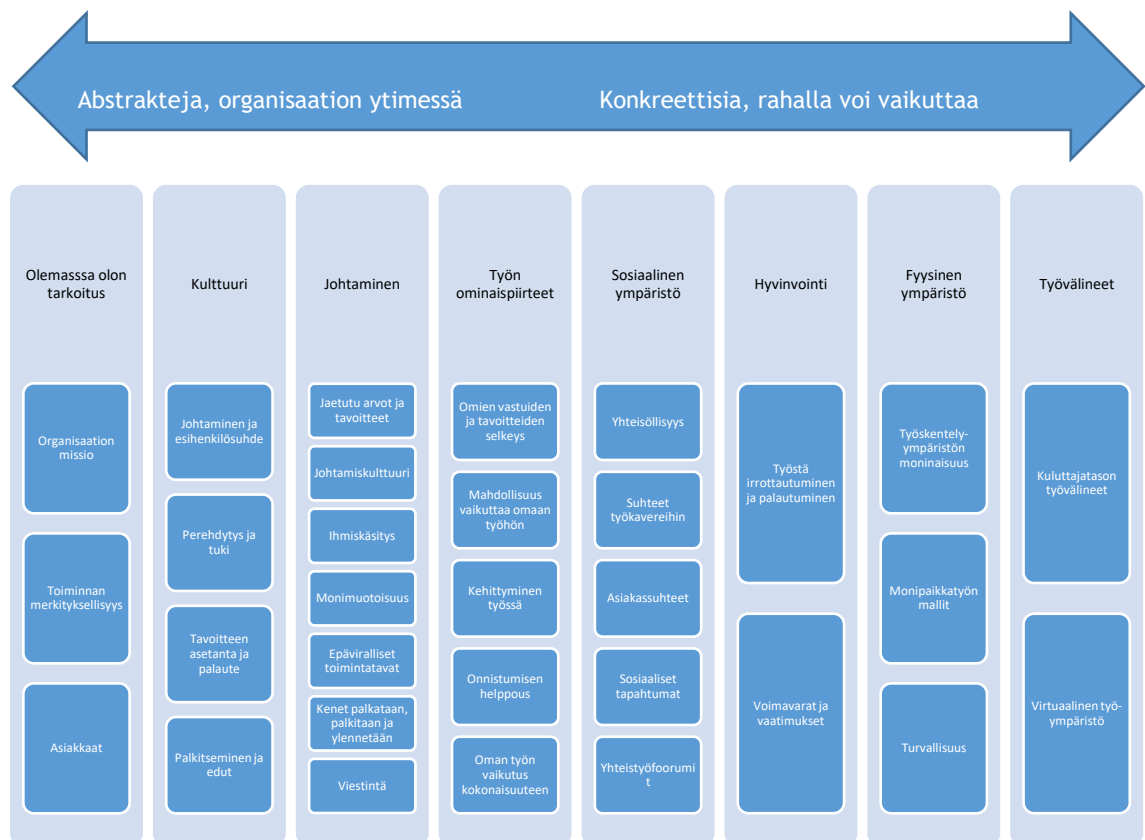 Abstrakteja, organisaation ytimessä
Konkreettisia, rahalla voi vaikuttaa
Olemasssa olon
tarkoitus
Organisaation
missio
Toiminnan
merkityksellisyys
Asiakkaat
Kulttuuri
Johtaminen ja
esihenkilösuhde
Perehdytys ja
tuki
Tavoitteen
asetanta ja
palaute
Palkitseminen ja
edut
Johtaminen
Jaetutu arvot ja
tavoitteet
Johtamiskulttuuri
Ihmiskäsitys
Monimuotoisuus
Epäviralliset
toimintatavat
Kenet palkataan,
palkitaan ja
ylennetään
Viestintä
Työn
ominaispiirteet
Omien vastuiden
ja tavoitteiden
selkeys
Mahdollisuus
vaikuttaa omaan
työhön
Kehittyminen
työssä
Onnistumisen
helppous
Oman työn
vaikutus
kokonaisuuteen
Sosiaalinen
ympäristö
Yhteisöllisyys
Suhteet
työkavereihin
Asiakassuhteet
Sosiaaliset
tapahtumat
Yhteistyöfoorumi
t
Hyvinvointi
Työstä
irrottautuminen
ja palautuminen
Voimavarat ja
vaatimukset
Fyysinen
ympäristö
Työskentely-
ympäristön
moninaisuus
Monipaikkatyön
mallit
Turvallisuus
Työvälineet
Kuluttajatason
työvälineet
Virtuaalinen työ-
ympäristö